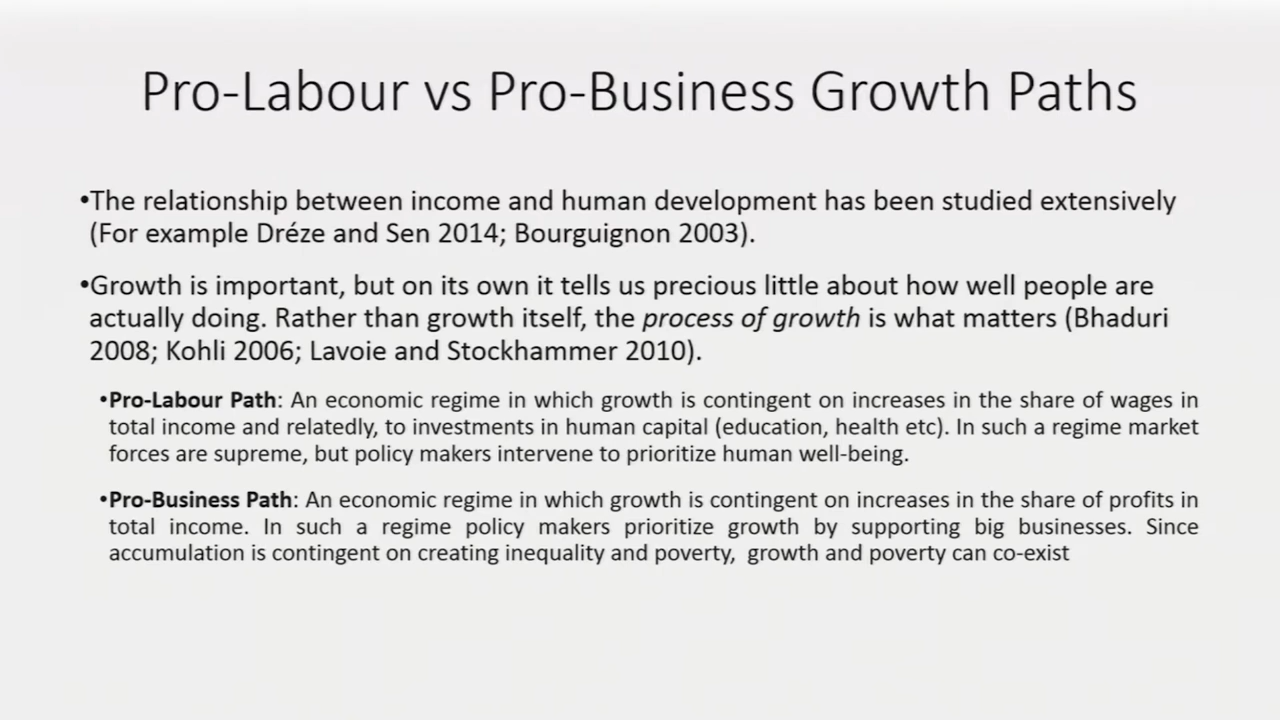 Pro-Labour vs Pro-Business Growth Paths
•The relationship between income and human development has been studied extensively
(For example Dréze and Sen 2014; Bourguignon 2003).
•Growth is important, but on its own it tells us precious little about how well people are
actually doing. Rather than growth itself, the process of growth is what matters (Bhaduri
2008; Kohli 2006; Lavoie and Stockhammer 2010).
•Pro-Labour Path: An economic regime in which growth is contingent on increases in the share of wages in
total income and relatedly, to investments in human capital (education, health etc). In such a regime market
forces are supreme, but policy makers intervene to prioritize human well-being.
•Pro-Business Path: An economic regime in which growth is contingent on increases in the share of profits in
total income. In such a regime policy makers prioritize growth by supporting big businesses. Since
accumulation is contingent on creating inequality and poverty, growth and poverty can co-exist